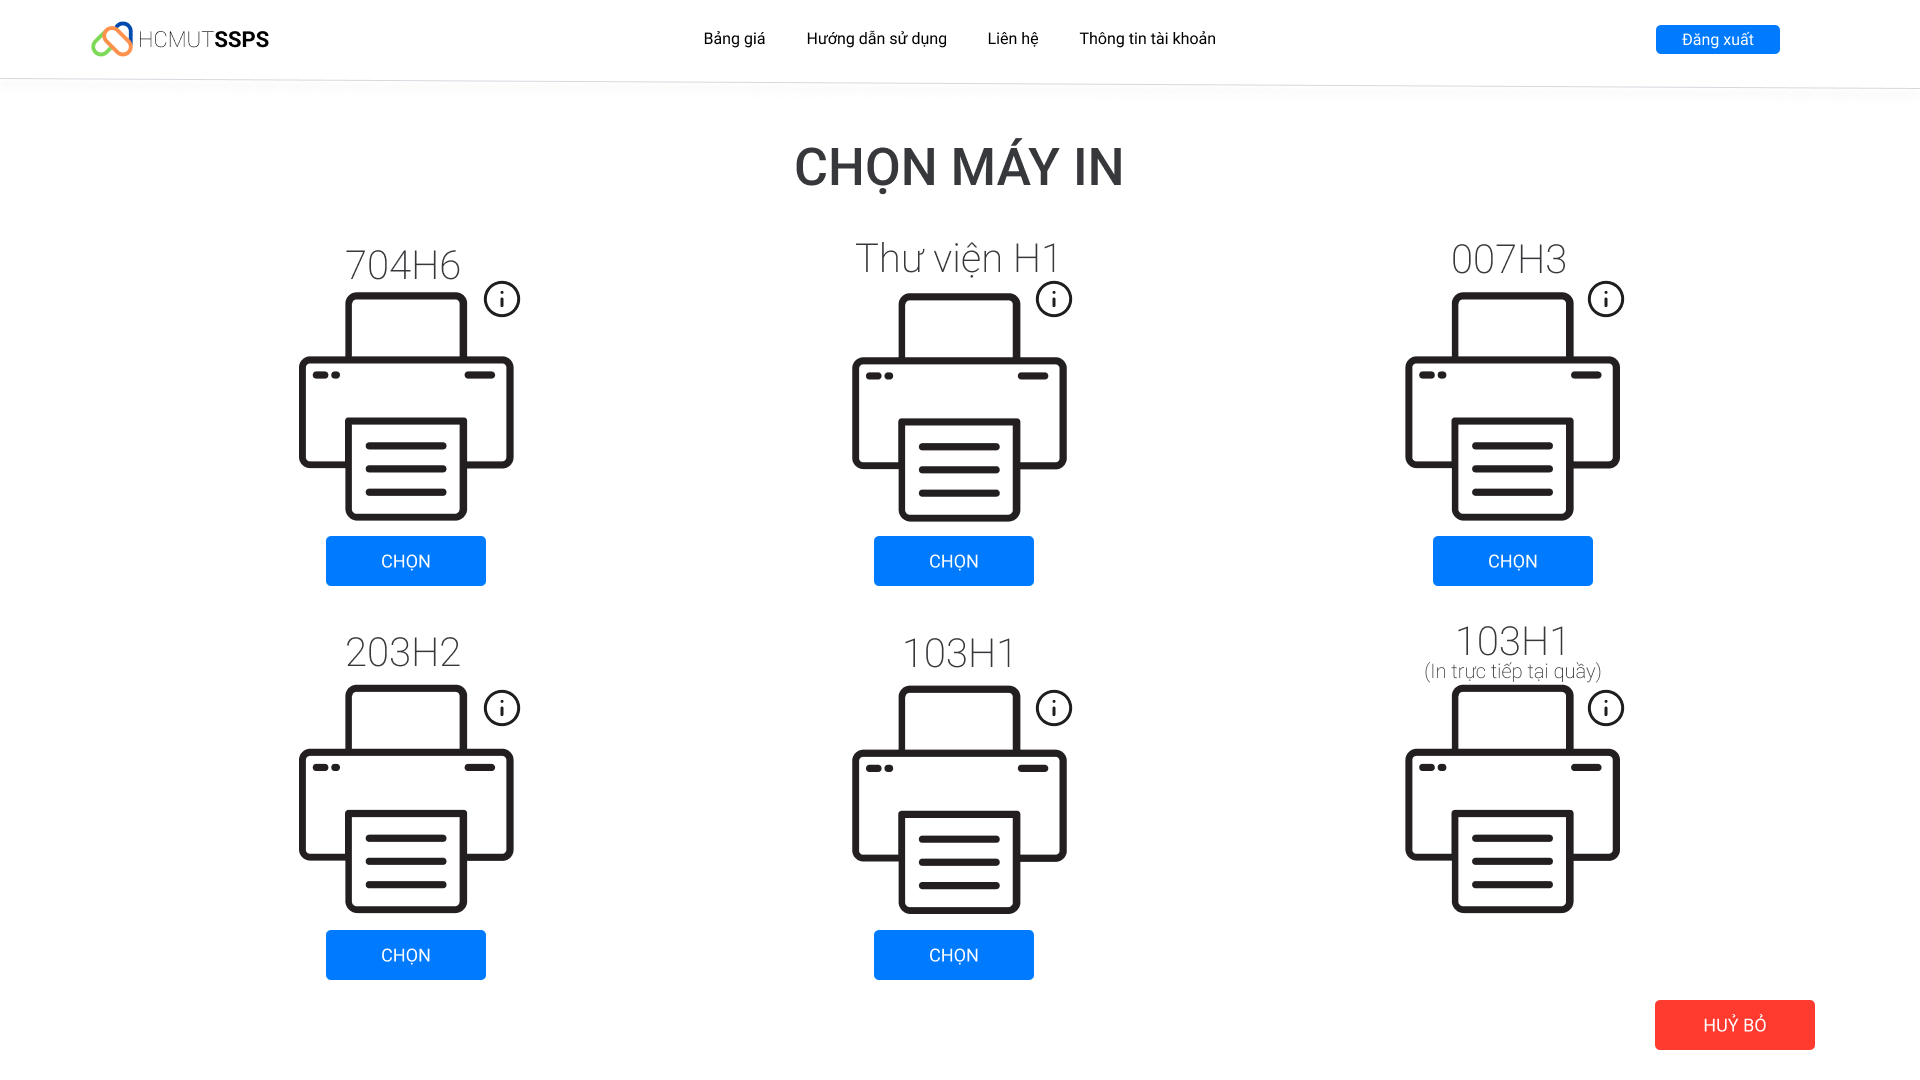 HCMUTSSPS
Bảng giá Hướng dẫn sử dụng Liên hệ Thông tin tài khoản
Đăng xuất
CHỌN MÁY IN
704H6 Thư viện H1 007H3
CHỌN CHỌN CHỌN
203H2 103H1 103H1
(In trực tiếp tại quầy)
CHỌN CHỌN
HUỶ BỎ